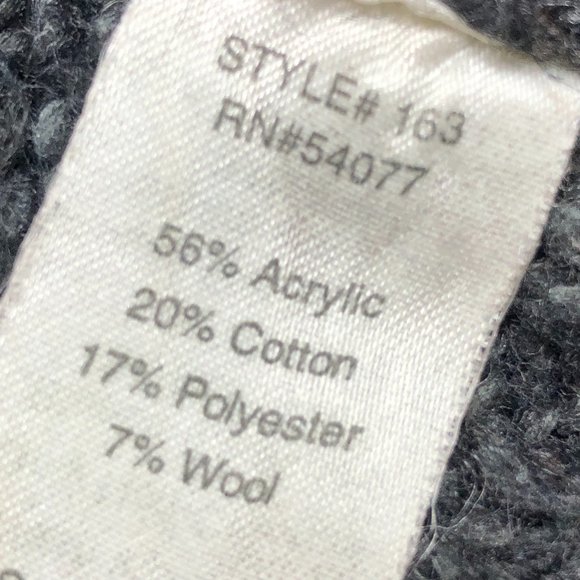 STYLE# 163
RN#54077
56% Acrylic
20% Cotton
17% Polyester
7% Wool